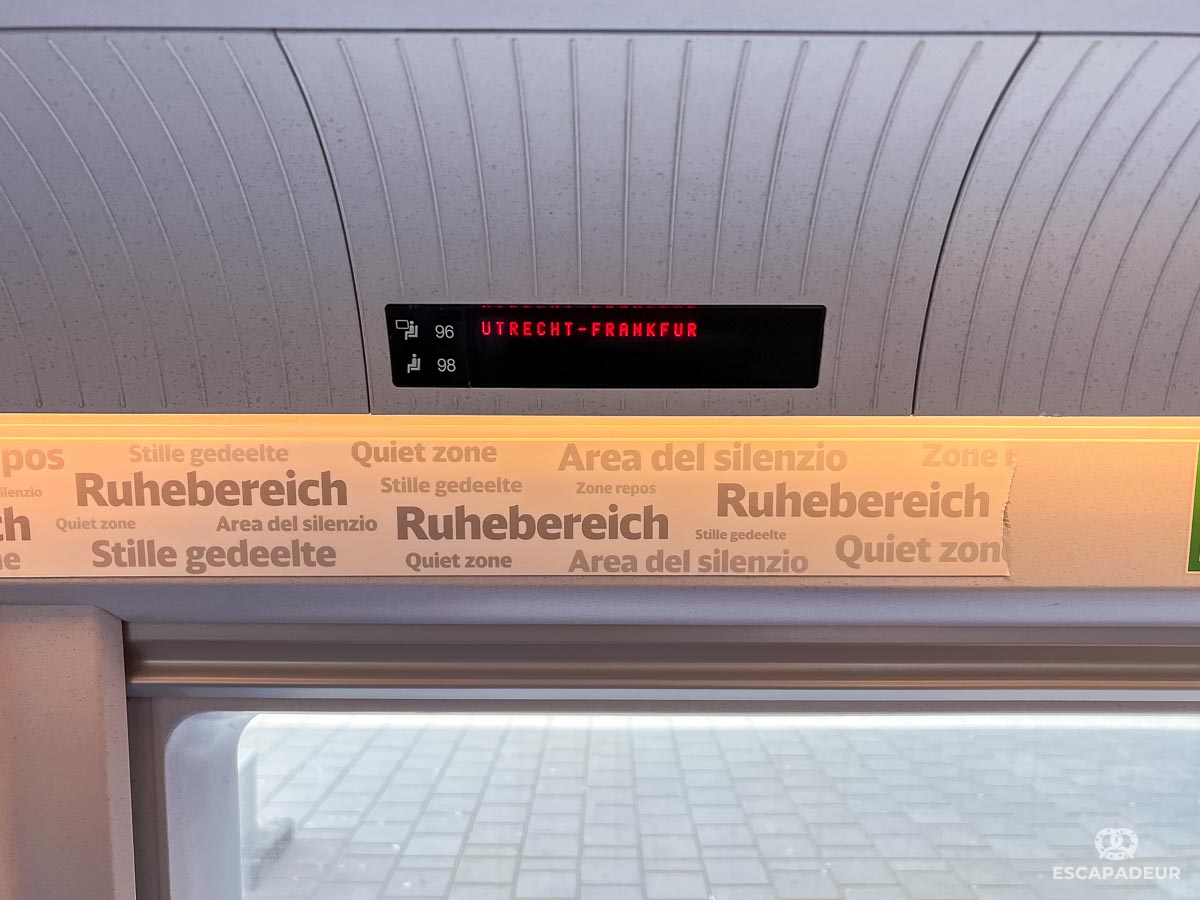 96 UTRECHT-FRANKFUR
98
Stille gedeelte Quiet zone Area del silenzio Zone
Ruhebereich Stille gedeelte Zone repos Ruhebereich
Quiet zone Area del silenzio Ruhebereich Stille gedeelte
Stille gedeelte Quiet zone Area del silenzio Quiet zon
ESCAPADEUR